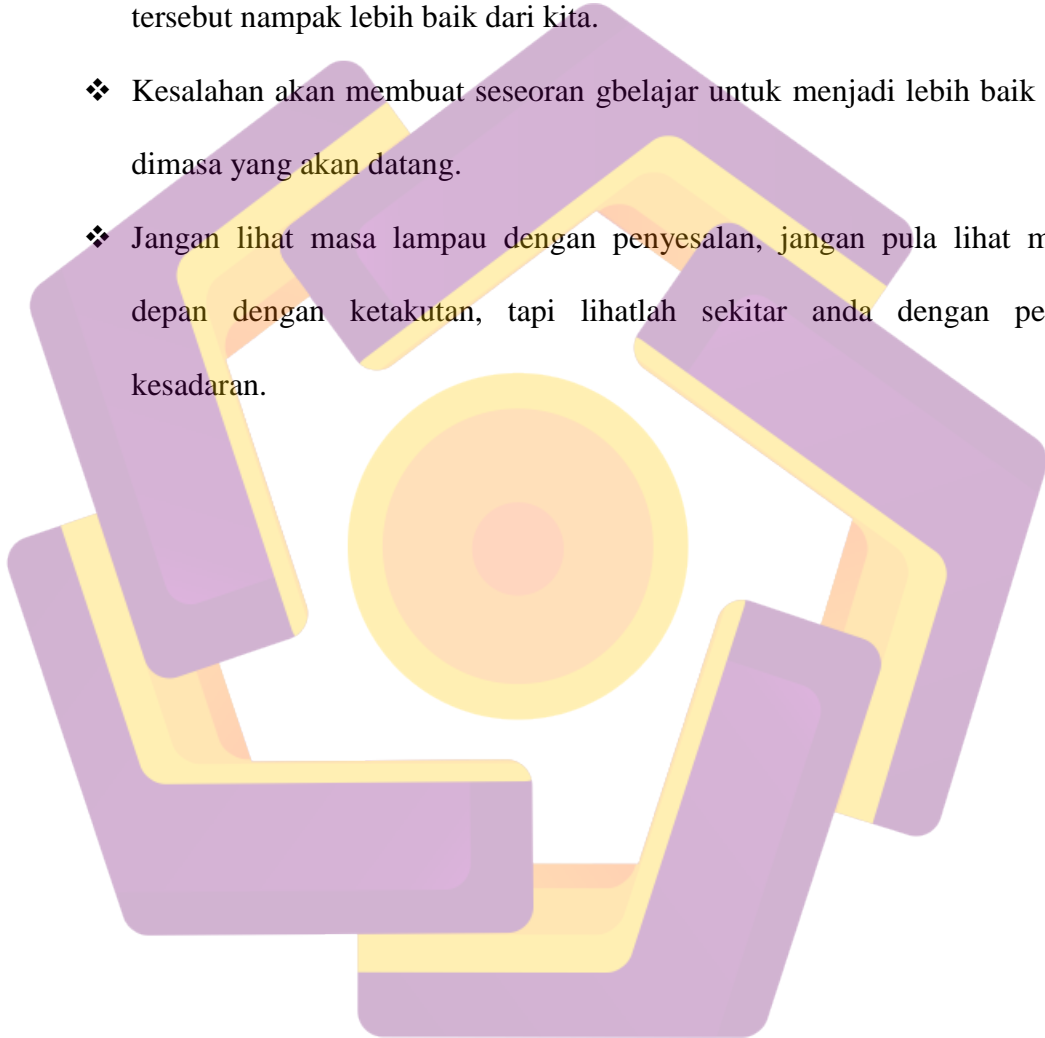 tersebut nampak lebih baik dari kita.
❖ Kesalahan akan membuat seseoran gbelajar untuk menjadi lebih baik
dimasa yang akan datang.
❖ Jangan lihat masa lampau dengan penyesalan, jangan pula lihat
depan dengan ketakutan, tapi lihatlah sekitar anda dengan
kesadaran.